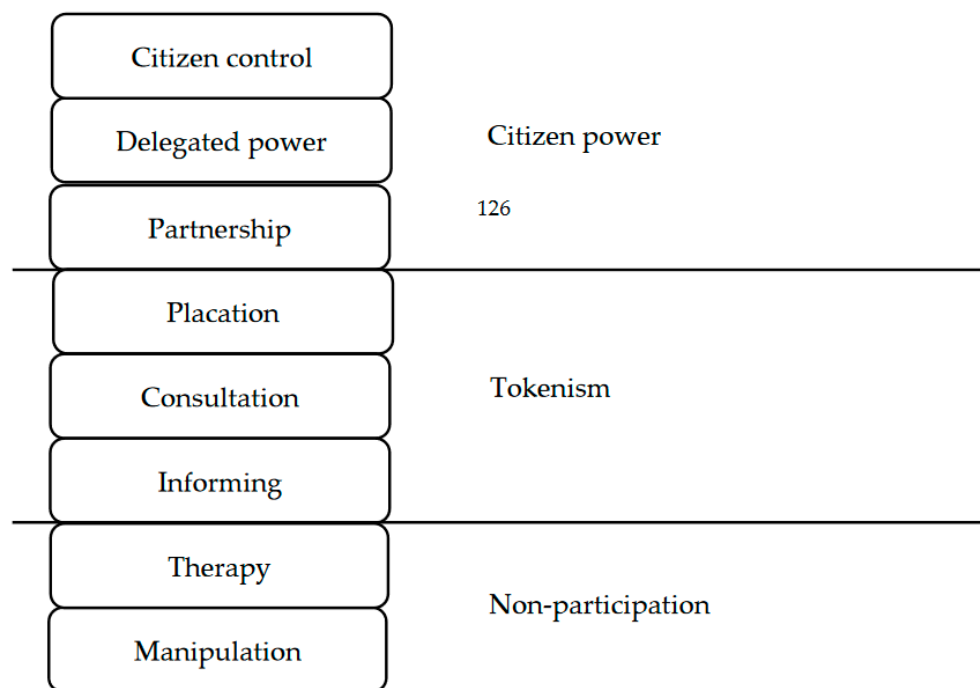 Citizen control
Delegated power
Citizen power
126
Partnership
Placation
Consultation
Tokenism
Informing
Therapy
Non-participation
Manipulation